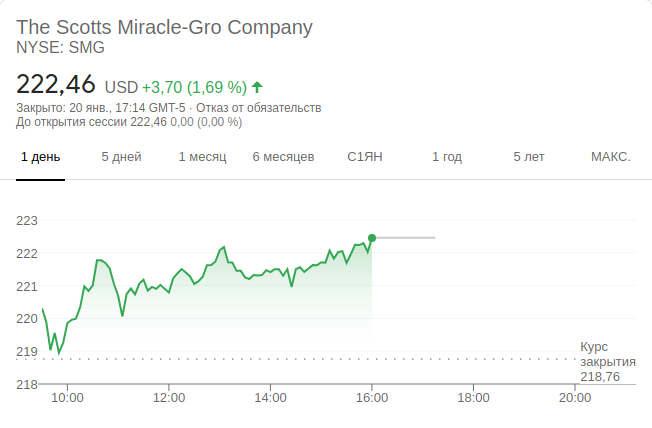 The Scotts Miracle-Gro Company
NYSE: SMG
222,46 USD +3,70 (1,69 %)
Закрыто: 20 янв., 17:14 GMT-5 · Отказ от обязательств
До открытия сессии 222,46 0,00 (0,00 %)
1 день 5 дней 1 месяц 6 месяцев С1ЯН 1 год 5 лет МАКС.
223
222
221
220
219
218
Курс
закрытия
218,76
10:00 12:00 14:00 16:00 18:00 20:00